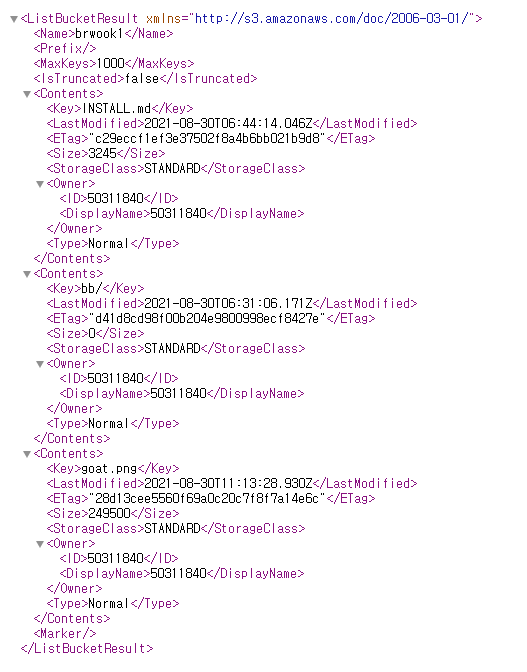 <ListBucketResult xmlns="http://s3.amazonaws.com/doc/2006-03-01/">
<Name>brwook1</Name>
<Prefix/>
<MaxKeys>1000</MaxKeys>
<IsTruncated>false</IsTruncated>
<Contents>
<Key>INSTALL.md</Key>
<LastModified>2021-08-30T06:44:14.046Z</LastModified>
<ETag>"c29eccf1ef3e37502f8a4b6bb021b9d8"</ETag>
<Size>3245</Size>
<StorageClass>STANDARD</StorageClass>
<Owner>
<ID>50311840</ID>
<DisplayName>50311840</DisplayName>
</Owner>
<Type>Normal</Type>
</Contents>
<Contents>
<Key>bb/</Key>
<LastModified>2021-08-30T06:31:06.171Z</LastModified>
<ETag>"d41d8cd98f00b204e9800998ecf8427e"</ETag>
<Size>0</Size>
<StorageClass>STANDARD</StorageClass>
<Owner>
<ID>50311840</ID>
<DisplayName>50311840</DisplayName>
</Owner>
<Type>Normal</Type>
</Contents>
<Contents>
<Key>goat.png</Key>
<LastModified>2021-08-30T11:13:28.930Z</LastModified>
<ETag>"28d13cee5560f69a0c20c7f8f7a14e6c"</ETag>
<Size>249500</Size>
<StorageClass>STANDARD</StorageClass>
<Owner>
<ID>50311840</ID>
<DisplayName>50311840</DisplayName>
</Owner>
<Type>Normal</Type>
</Contents>
<Marker/>
</ListBucketResult>